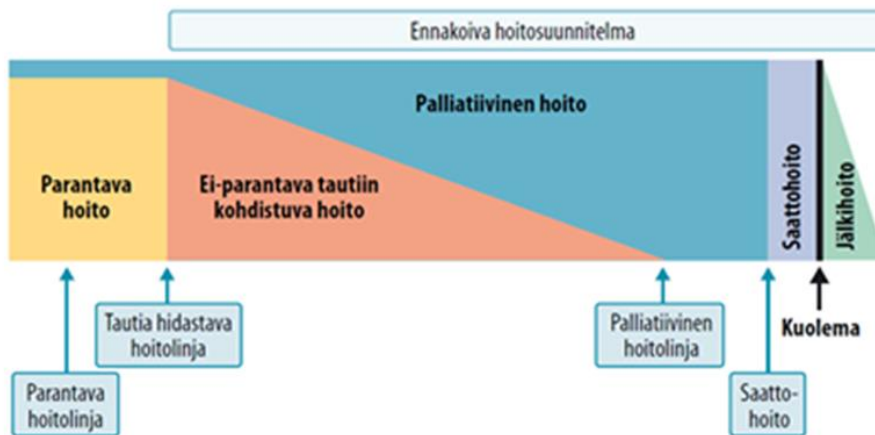 Ennakoiva hoitosuunnitelma
Palliatiivinen hoito
Parantava
hoito
Ei-parantava tautiin
kohdistuva hoito
Saattohoito
Jälkihoito
Tautia hidastava
hoitolinja
Palliatiivinen
hoitolinja
Kuolema
Parantava
hoitolinja
Saatto-
hoito